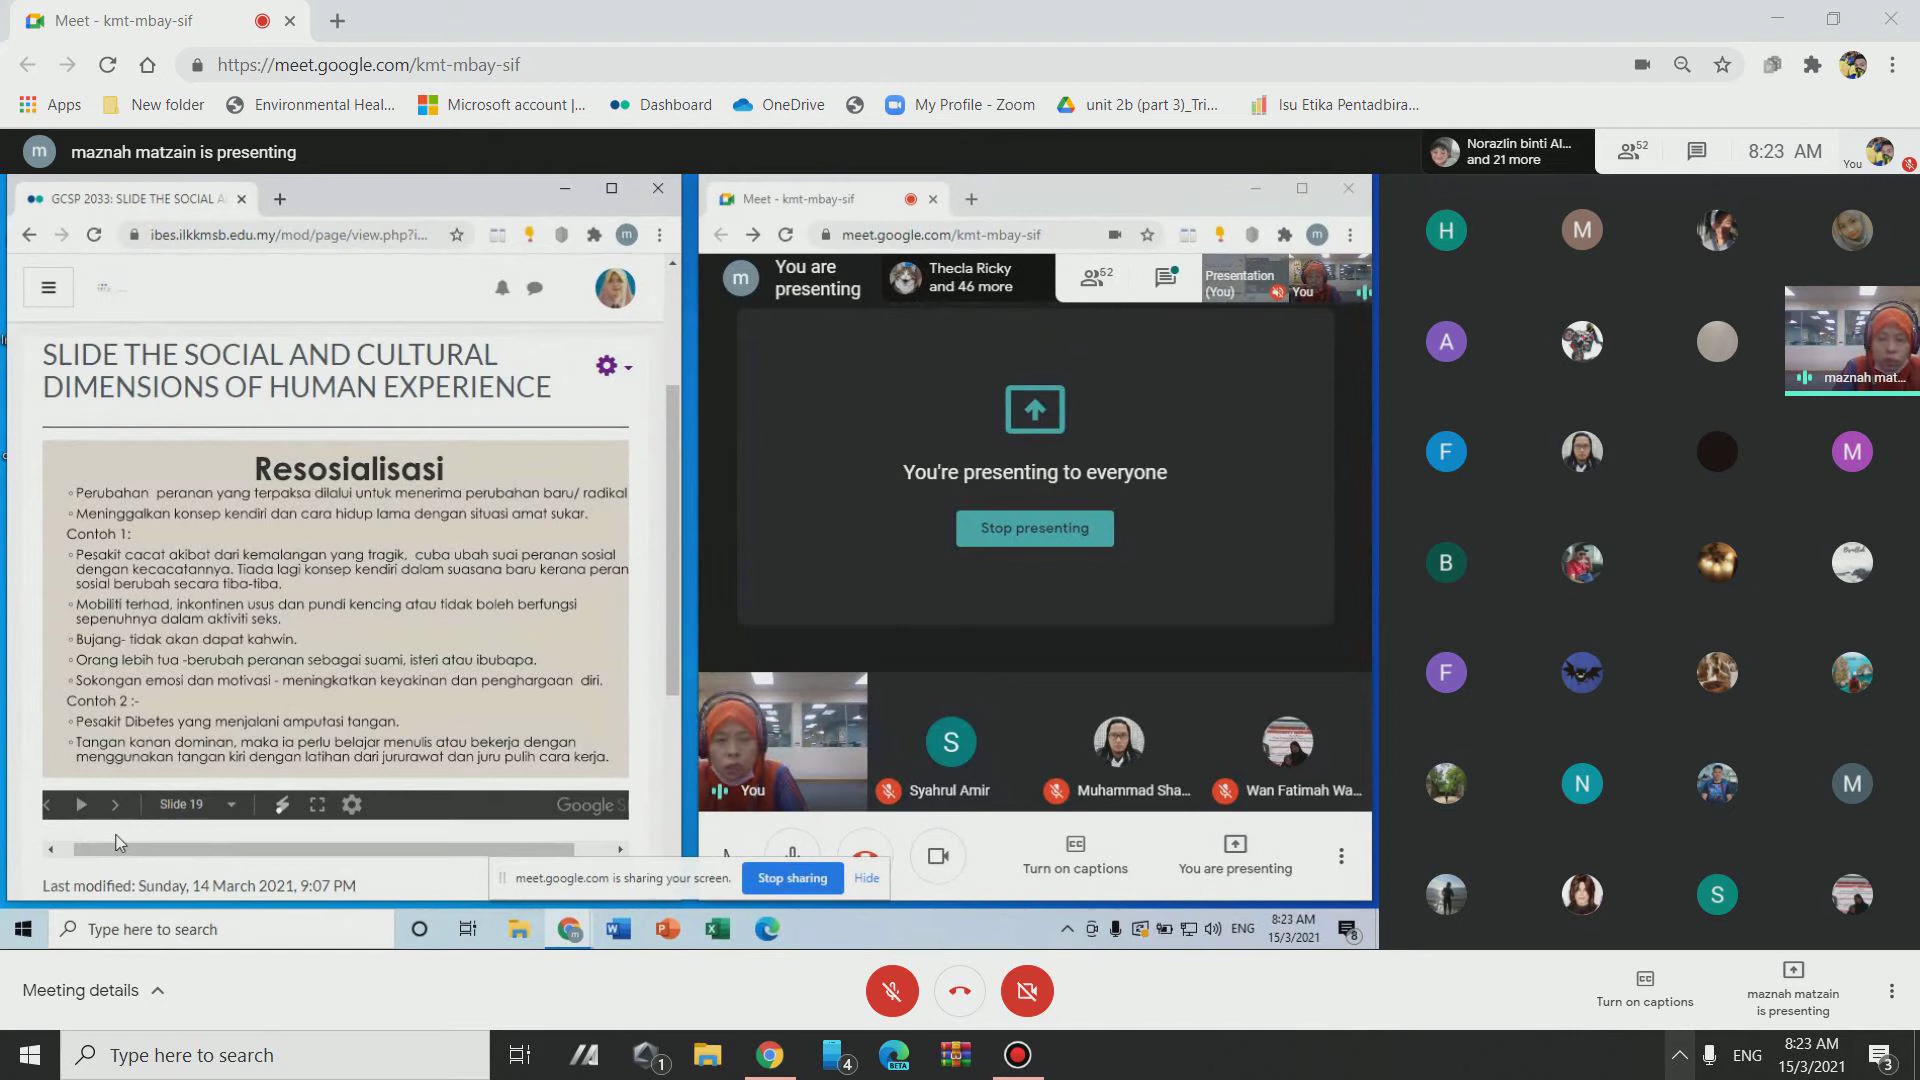 Meet - kmt-mbay-sif
https://meet.google.com/kmt-mbay-sif
Apps
New folder
Environmental Heal...
Microsoft account |...
Dashboard
OneDrive
My Profile - Zoom
unit 2b (part 3)_Tri...
Isu Etika Pentadbira...
m
maznah matzain is presenting
Norazlin binti Al...
and 21 more
52
8:23 AM
You
GCSP 2033: SLIDE THE SOCIAL A
ibes.ilkkmsb.edu.my/mod/page/view.php?i...
m
SLIDE THE SOCIAL AND CULTURAL
DIMENSIONS OF HUMAN EXPERIENCE
Resosialisasi
Perubahan peranan yang terpaksa dilalui untuk menerima perubahan baru/ radikal
Meninggalkan konsep kendiri dan cara hidup lama dengan situasi amat sukar.
Contoh 1:
Pesakit cacat akibat dari kemalangan yang tragik, cuba ubah suai peranan sosial
dengan kecacatannya. Tiada lagi konsep kendiri dalam suasana baru kerana peran
sosial berubah secara tiba-tiba.
Mobiliti terhad, inkontinen usus dan pundi kencing atau tidak boleh berfungsi
sepenuhnya dalam aktiviti seks.
Bujang- tidak akan dapat kahwin.
Orang lebih tua -berubah peranan sebagai suami, isteri atau ibubapa.
Sokongan emosi dan motivasi - meningkatkan keyakinan dan penghargaan diri.
Contoh 2 :-
Pesakit Dibetes yang menjalani amputasi tangan.
Tangan kanan dominan, maka ia perlu belajar menulis atau bekerja dengan
menggunakan tangan kiri dengan latihan dari jururawat dan juru pulih cara kerja.
Slide 19
Google S
Last modified: Sunday, 14 March 2021, 9:07 PM
meet.google.com is sharing your screen.
Stop sharing
Hide
Meet - kmt-mbay-sif
meet.google.com/kmt-mbay-sif
m
m
You are
presenting
Thecla Ricky
and 46 more
52
Presentation
(You)
You
You're presenting to everyone
Stop presenting
You
S
Syahrul Amir
Muhammad Sha...
Wan Fatimah Wa...
Turn on captions
You are presenting
H
M
A
maznah mat...
F
M
B
F
N
M
S
Type here to search
ENG
8:23 AM
15/3/2021
8
Meeting details
Turn on captions
maznah matzain
is presenting
Type here to search
1
4
BETA
ENG
8:23 AM
15/3/2021
3